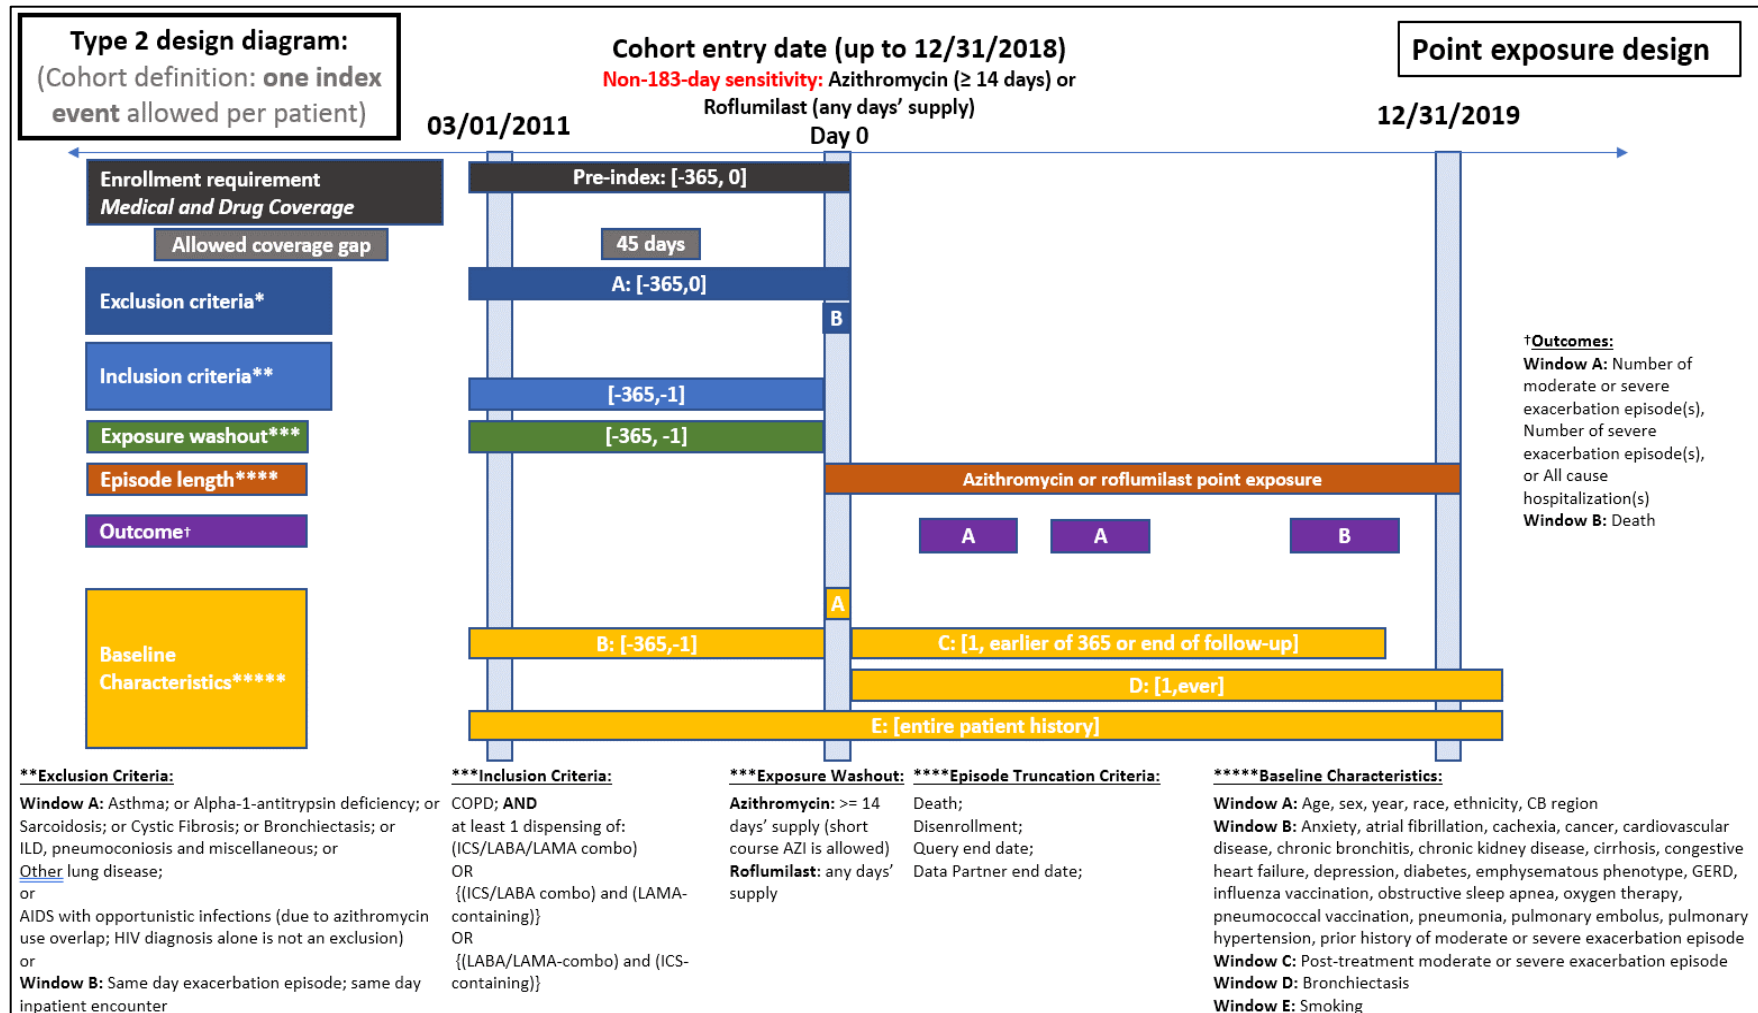 Type 2 design diagram:
(Cohort definition: one index
event allowed per patient)
Cohort entry date (up to 12/31/2018)
Non-183-day sensitivity: Azithromycin (≥ 14 days) or
Roflumilast (any days' supply)
Point exposure design
03/01/2011
Day 0
12/31/2019
Enrollment requirement
Medical and Drug Coverage
Pre-index: [-365, 0]
Allowed coverage gap
45 days
Exclusion criteria*
A: [-365,0]
B
Inclusion criteria**
[-365,-1]
Exposure washout***
[-365, -1]
Episode length****
Azithromycin or roflumilast point exposure
Outcome†
A
A
B
†Outcomes:
Window A: Number of
moderate or severe
exacerbation episode(s),
Number of severe
exacerbation episode(s),
or All cause
hospitalization(s)
Window B: Death
Baseline
Characteristics*****
A
B: [-365,-1]
C: [1, earlier of 365 or end of follow-up]
D: [1,ever]
E: [entire patient history]
**Exclusion Criteria:
Window A: Asthma; or Alpha-1-antitrypsin deficiency; or
Sarcoidosis; or Cystic Fibrosis; or Bronchiectasis; or
ILD, pneumoconiosis and miscellaneous; or
Other lung disease;
or
AIDS with opportunistic infections (due to azithromycin
use overlap; HIV diagnosis alone is not an exclusion)
or
Window B: Same day exacerbation episode; same day
inpatient encounter
***Inclusion Criteria:
COPD; AND
at least 1 dispensing of:
(ICS/LABA/LAMA combo)
OR
{(ICS/LABA combo) and (LAMA-
containing)}
OR
{(LABA/LAMA-combo) and (ICS-
containing)}
***Exposure Washout:
Azithromycin: >= 14
days' supply (short
course AZI is allowed)
Roflumilast: any days'
supply
****Episode Truncation Criteria:
Death;
Disenrollment;
Query end date;
Data Partner end date;
*****Baseline Characteristics:
Window A: Age, sex, year, race, ethnicity, CB region
Window B: Anxiety, atrial fibrillation, cachexia, cancer, cardiovascular
disease, chronic bronchitis, chronic kidney disease, cirrhosis, congestive
heart failure, depression, diabetes, emphysematous phenotype, GERD,
influenza vaccination, obstructive sleep apnea, oxygen therapy,
pneumococcal vaccination, pneumonia, pulmonary embolus, pulmonary
hypertension, prior history of moderate or severe exacerbation episode
Window C: Post-treatment moderate or severe exacerbation episode
Window D: Bronchiectasis
Window E: Smoking